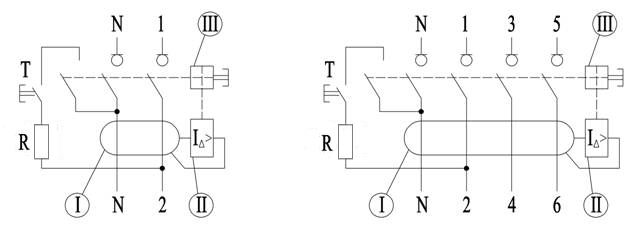 N 1 III
T
R I△>
I N 2 II
N 1 3 5 III
T
R I△>
I N 2 4 6 II